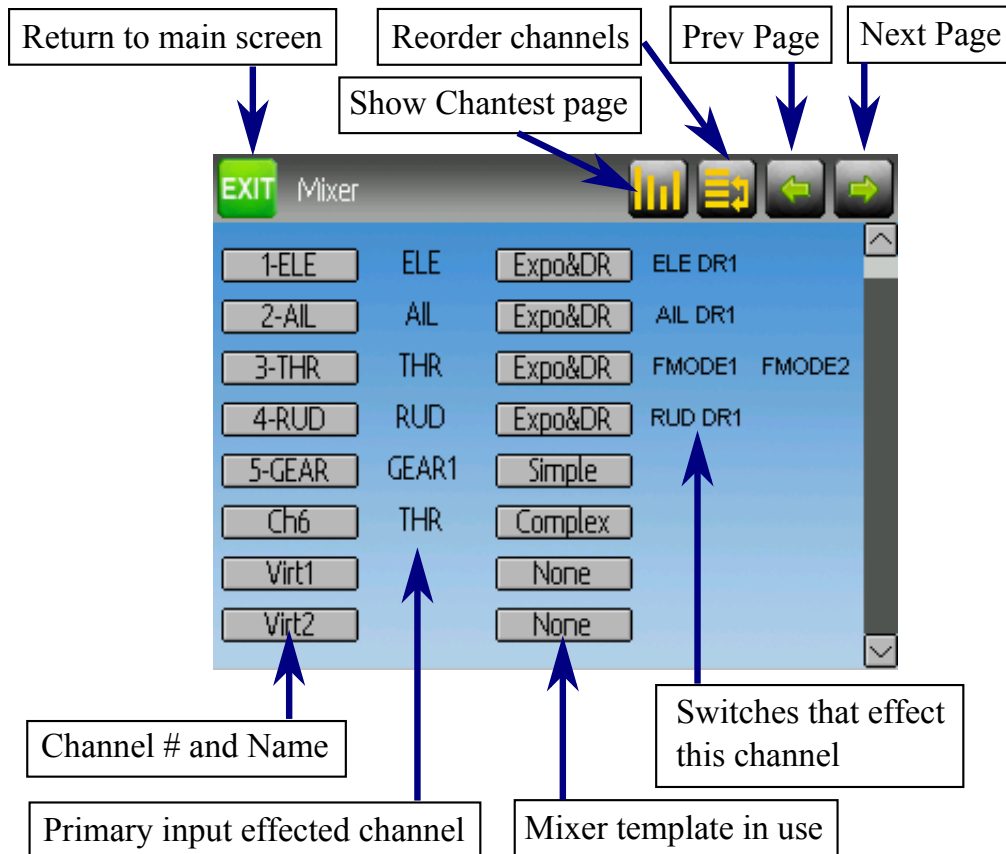 Return to main screen
Reorder channels
Prev Page
Next Page
Show Chantest page
EXIT Mixer
1-ELE ELE Expo&DR ELE DR1
2-AIL AIL Expo&DR AIL DR1
3-THR THR Expo&DR FMODE1 FMODE2
4-RUD RUD Expo&DR RUD DR1
5-GEAR GEAR1 Simple
Ch6 THR Complex
Virt1 None
Virt2 None
Switches that effect
this channel
Channel # and Name
Primary input effected channel
Mixer template in use